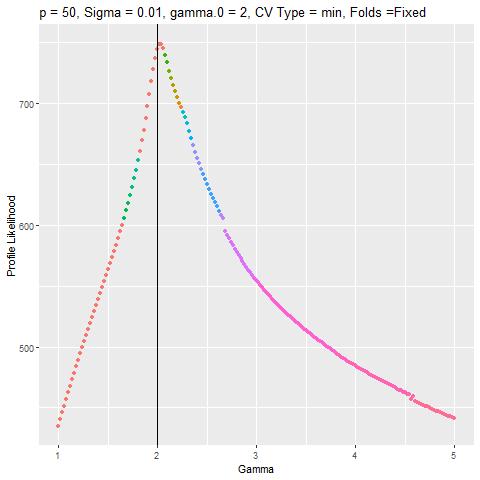 p = 50, Sigma = 0.01, gamma.0 = 2, CV Type = min, Folds =Fixed
700
600
500
Profile Likelihood
1
2
3
4
5
Gamma